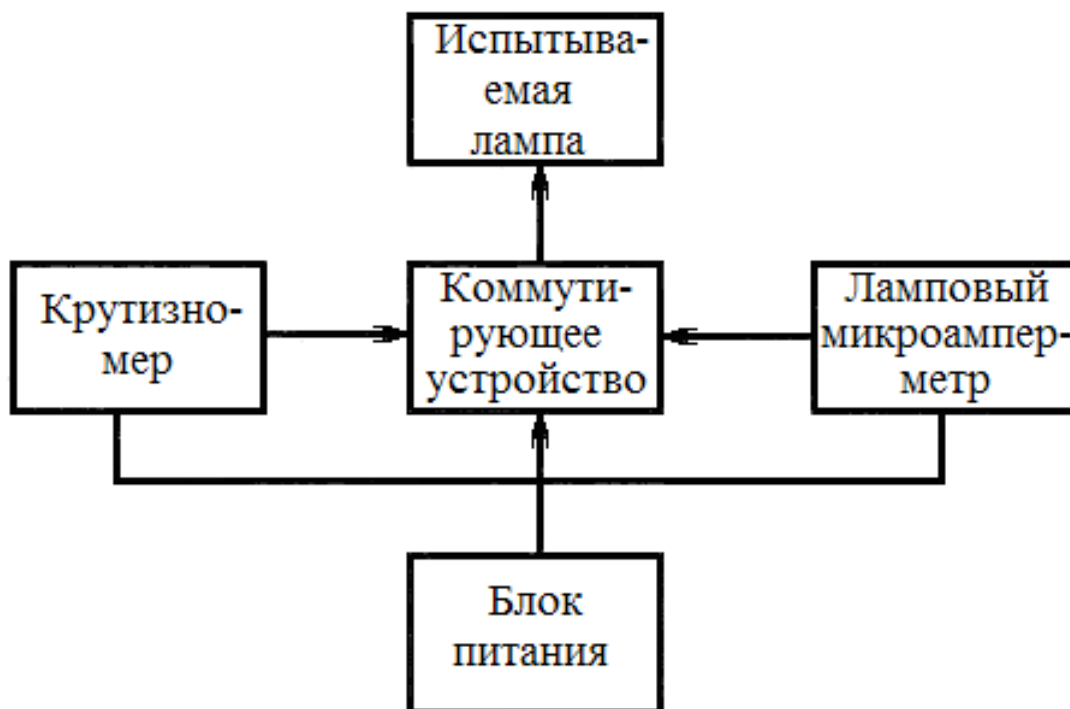 Испытыва-
емая
лампа
Крутизно-
мер
Коммути-
рующее
устройство
Ламповый
микроампер-
метр
Блок
питания